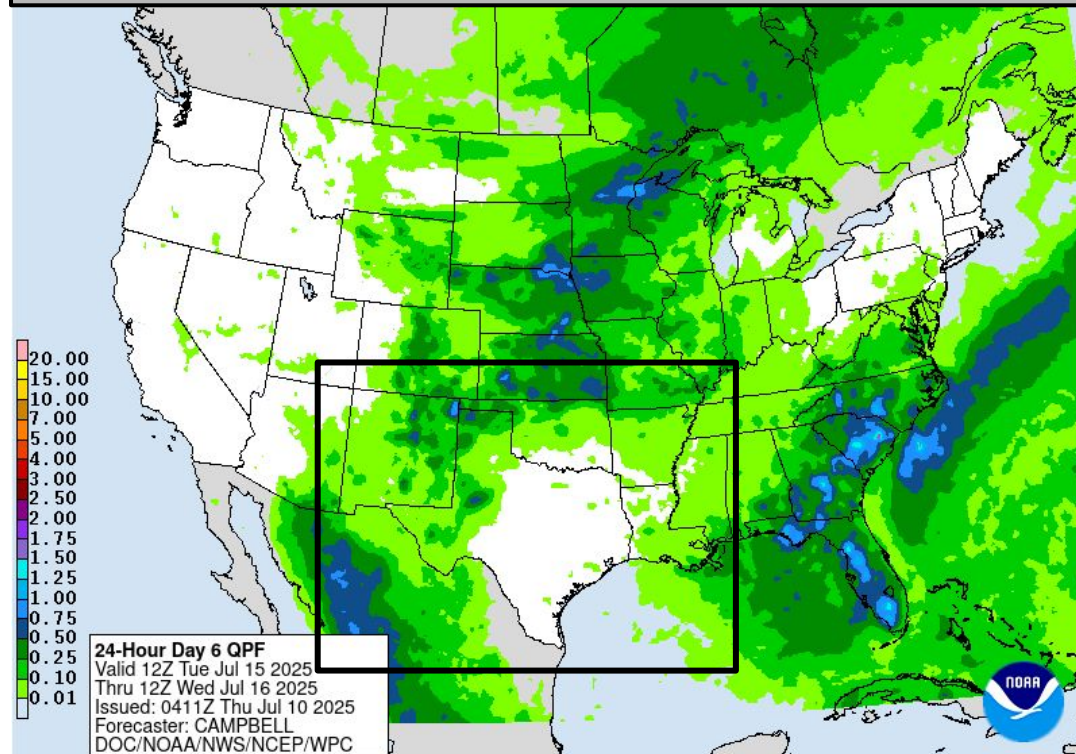 20.00
15.00
10.00
7.00
5.00
4.00
3.00
2.50
2.00
1.75
1.50
1.25
1.00
0.75
0.50
0.25
0.10
0.01
24-Hour Day 6 QPF
Valid 12Z Tue Jul 15 2025
Thru 12Z Wed Jul 16 2025
Issued: 0411Z Thu Jul 10 2025
Forecaster: CAMPBELL
DOC/NOAA/NWS/NCEP/WPC
NOAA